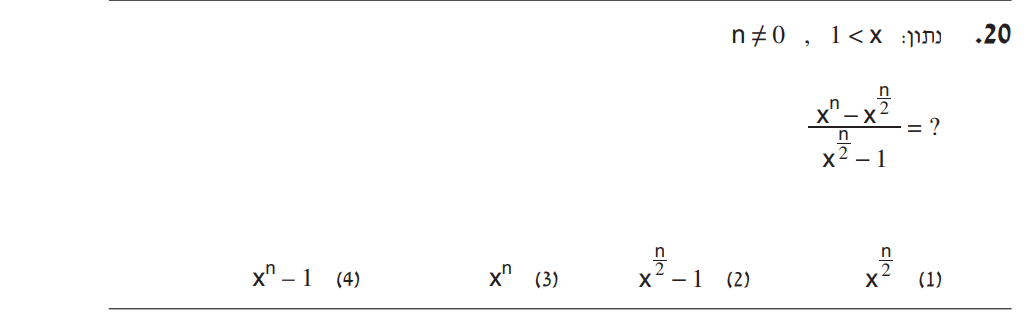 .20 נתון: 1 < x , n ≠ 0
(x^n – x^(n/2)) / (x^(n/2) – 1) = ?
(1) x^(n/2) (2) x^(n/2) – 1 (3) x^n (4) x^n – 1